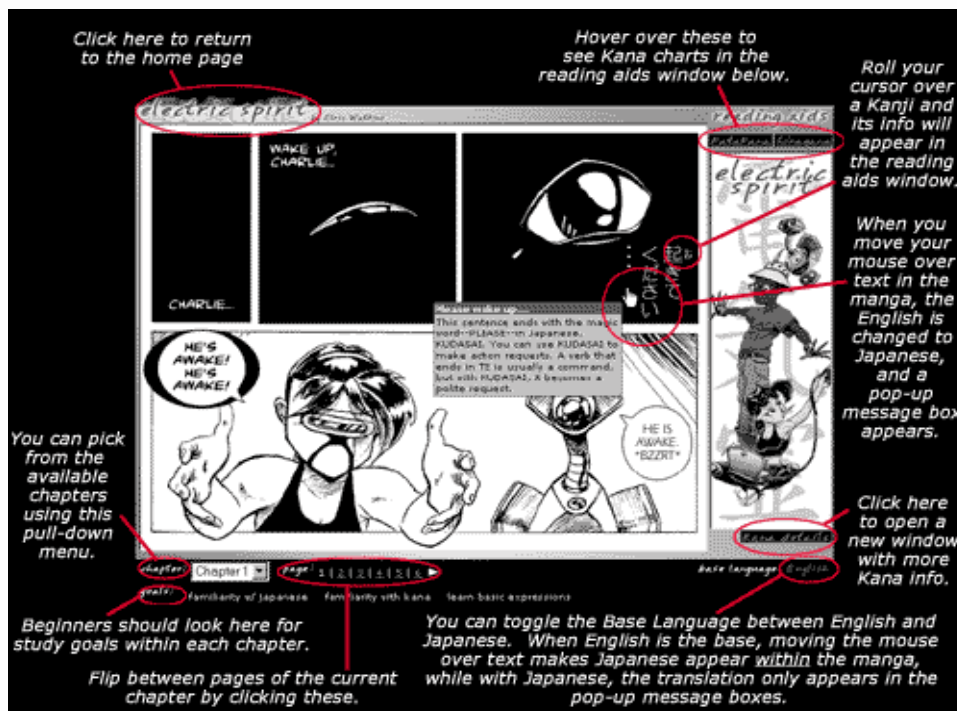 Click here to return
to the home page
Hover over these to
see Kana charts in the
reading aids window below.
Roll your
cursor over
a Kanji and
its info will
appear in
the reading
aids window.
electric spirit
reading aids
katakana hiragana
WAKE UP,
CHARLIE...
CHARLIE...
electric
spirit
When you
move your
mouse over
text in the
manga, the
English is
changed to
Japanese,
and a
pop-up
message box
appears.
Please wake up.
This sentence ends with the magic
word--PLEASE--in Japanese,
KUDASAI. You can use KUDASAI to
make action requests. A verb that
ends in TE is usually a command,
but with KUDASAI, it becomes a
polite request.
HE'S
AWAKE!
HE'S
AWAKE!
HE IS
AWAKE.
*BZZRT*
You can pick
from the
available
chapters
using this
pull-down
menu.
Click here
to open a
new window
with more
Kana info.
kana details
chapter: Chapter 1
page: 1 | 2 | 3 | 4 | 5 | 6
base language: English
goals: familiarity w/ japanese familiarity with kana learn basic expressions
Beginners should look here for
study goals within each chapter.
Flip between pages of the current
chapter by clicking these.
You can toggle the Base Language between English and
Japanese. When English is the base, moving the mouse
over text makes Japanese appear within the manga,
while with Japanese, the translation only appears in the
pop-up message boxes.